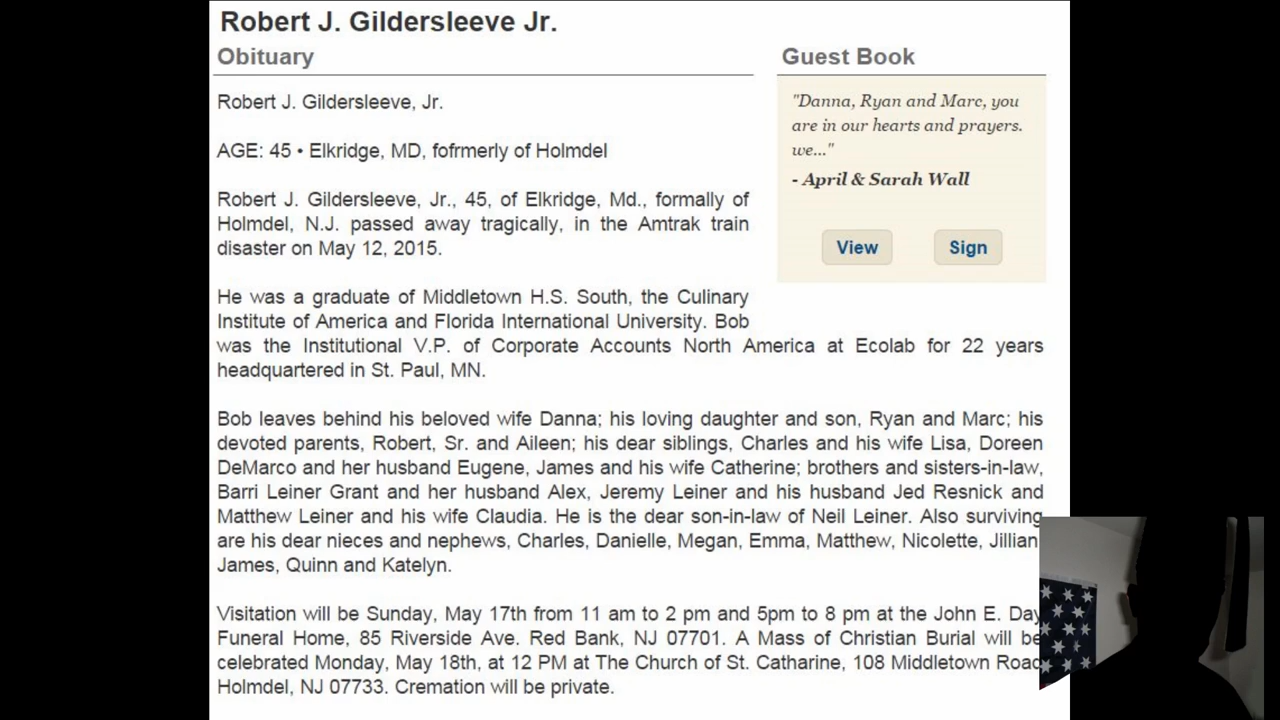 Robert J. Gildersleeve Jr.
Obituary
Robert J. Gildersleeve, Jr.
AGE: 45 • Elkridge, MD, fofrmerly of Holmdel
Robert J. Gildersleeve, Jr., 45, of Elkridge, Md., formally of
Holmdel, N.J. passed away tragically, in the Amtrak train
disaster on May 12, 2015.
He was a graduate of Middletown H.S. South, the Culinary
Institute of America and Florida International University. Bob
was the Institutional V.P. of Corporate Accounts North America at Ecolab for 22 years
headquartered in St. Paul, MN.
Bob leaves behind his beloved wife Danna; his loving daughter and son, Ryan and Marc; his
devoted parents, Robert, Sr. and Aileen; his dear siblings, Charles and his wife Lisa, Doreen
DeMarco and her husband Eugene, James and his wife Catherine; brothers and sisters-in-law,
Barri Leiner Grant and her husband Alex, Jeremy Leiner and his husband Jed Resnick and
Matthew Leiner and his wife Claudia. He is the dear son-in-law of Neil Leiner. Also surviving
are his dear nieces and nephews, Charles, Danielle, Megan, Emma, Matthew, Nicolette, Jillian
James, Quinn and Katelyn.
Visitation will be Sunday, May 17th from 11 am to 2 pm and 5pm to 8 pm at the John E. Day
Funeral Home, 85 Riverside Ave. Red Bank, NJ 07701. A Mass of Christian Burial will be
celebrated Monday, May 18th, at 12 PM at The Church of St. Catharine, 108 Middletown Road
Holmdel, NJ 07733. Cremation will be private.
Guest Book
"Danna, Ryan and Marc, you
are in our hearts and prayers.
we..."
- April & Sarah Wall
View
Sign